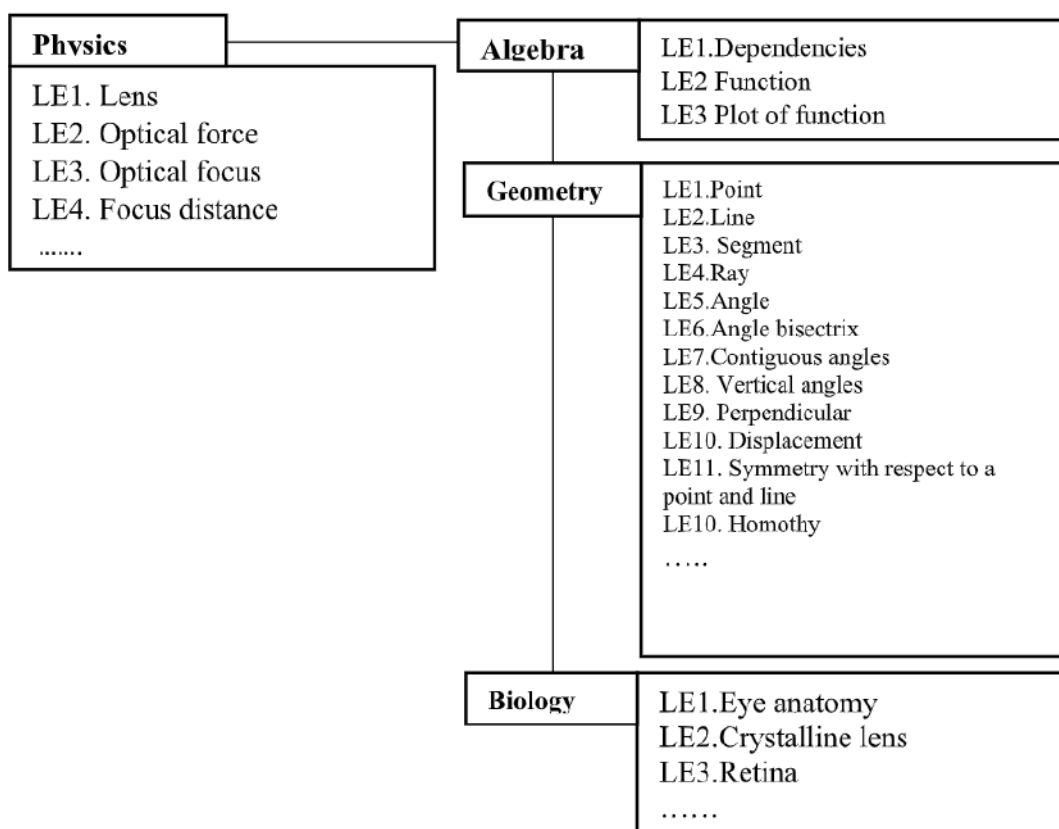 Physics
LE1. Lens
LE2. Optical force
LE3. Optical focus
LE4. Focus distance
.......
Algebra
LE1.Dependencies
LE2 Function
LE3 Plot of function
Geometry
LE1.Point
LE2.Line
LE3. Segment
LE4.Ray
LE5.Angle
LE6.Angle bisectrix
LE7.Contiguous angles
LE8. Vertical angles
LE9. Perpendicular
LE10. Displacement
LE11. Symmetry with respect to a
point and line
LE10. Homothy
.....
Biology
LE1.Eye anatomy
LE2.Crystalline lens
LE3.Retina
......